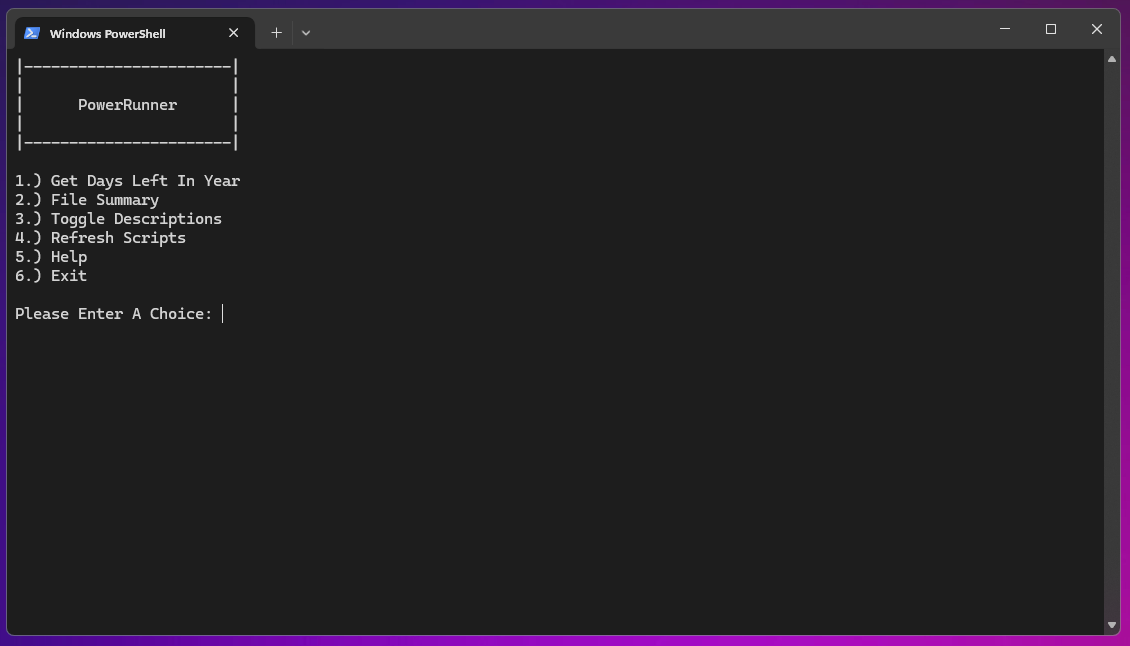 Windows PowerShell
|-----------------------|
|                       |
|      PowerRunner      |
|                       |
|-----------------------|
1.) Get Days Left In Year
2.) File Summary
3.) Toggle Descriptions
4.) Refresh Scripts
5.) Help
6.) Exit
Please Enter A Choice: